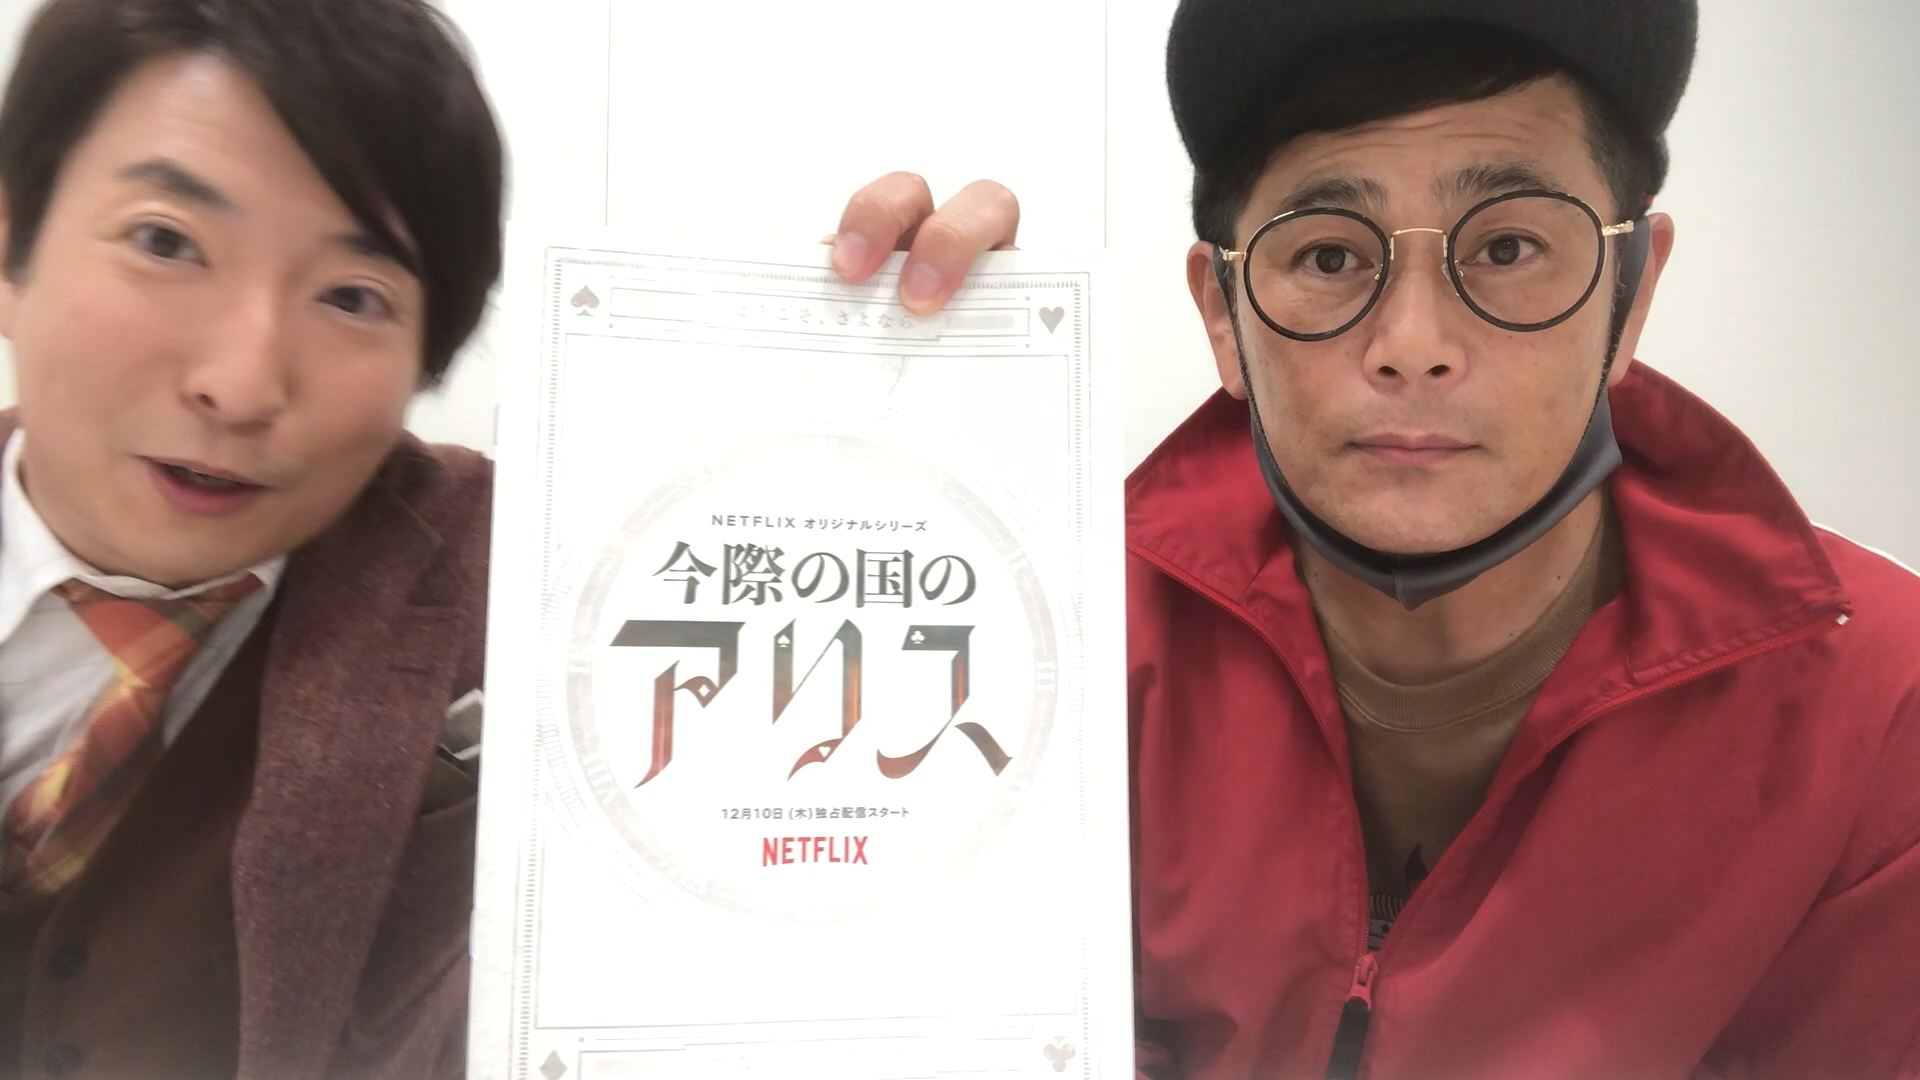 ようこそ、さよなら
NETFLIX オリジナルシリーズ
今際の国の
アリス
12月10日 (木)独占配信スタート
NETFLIX